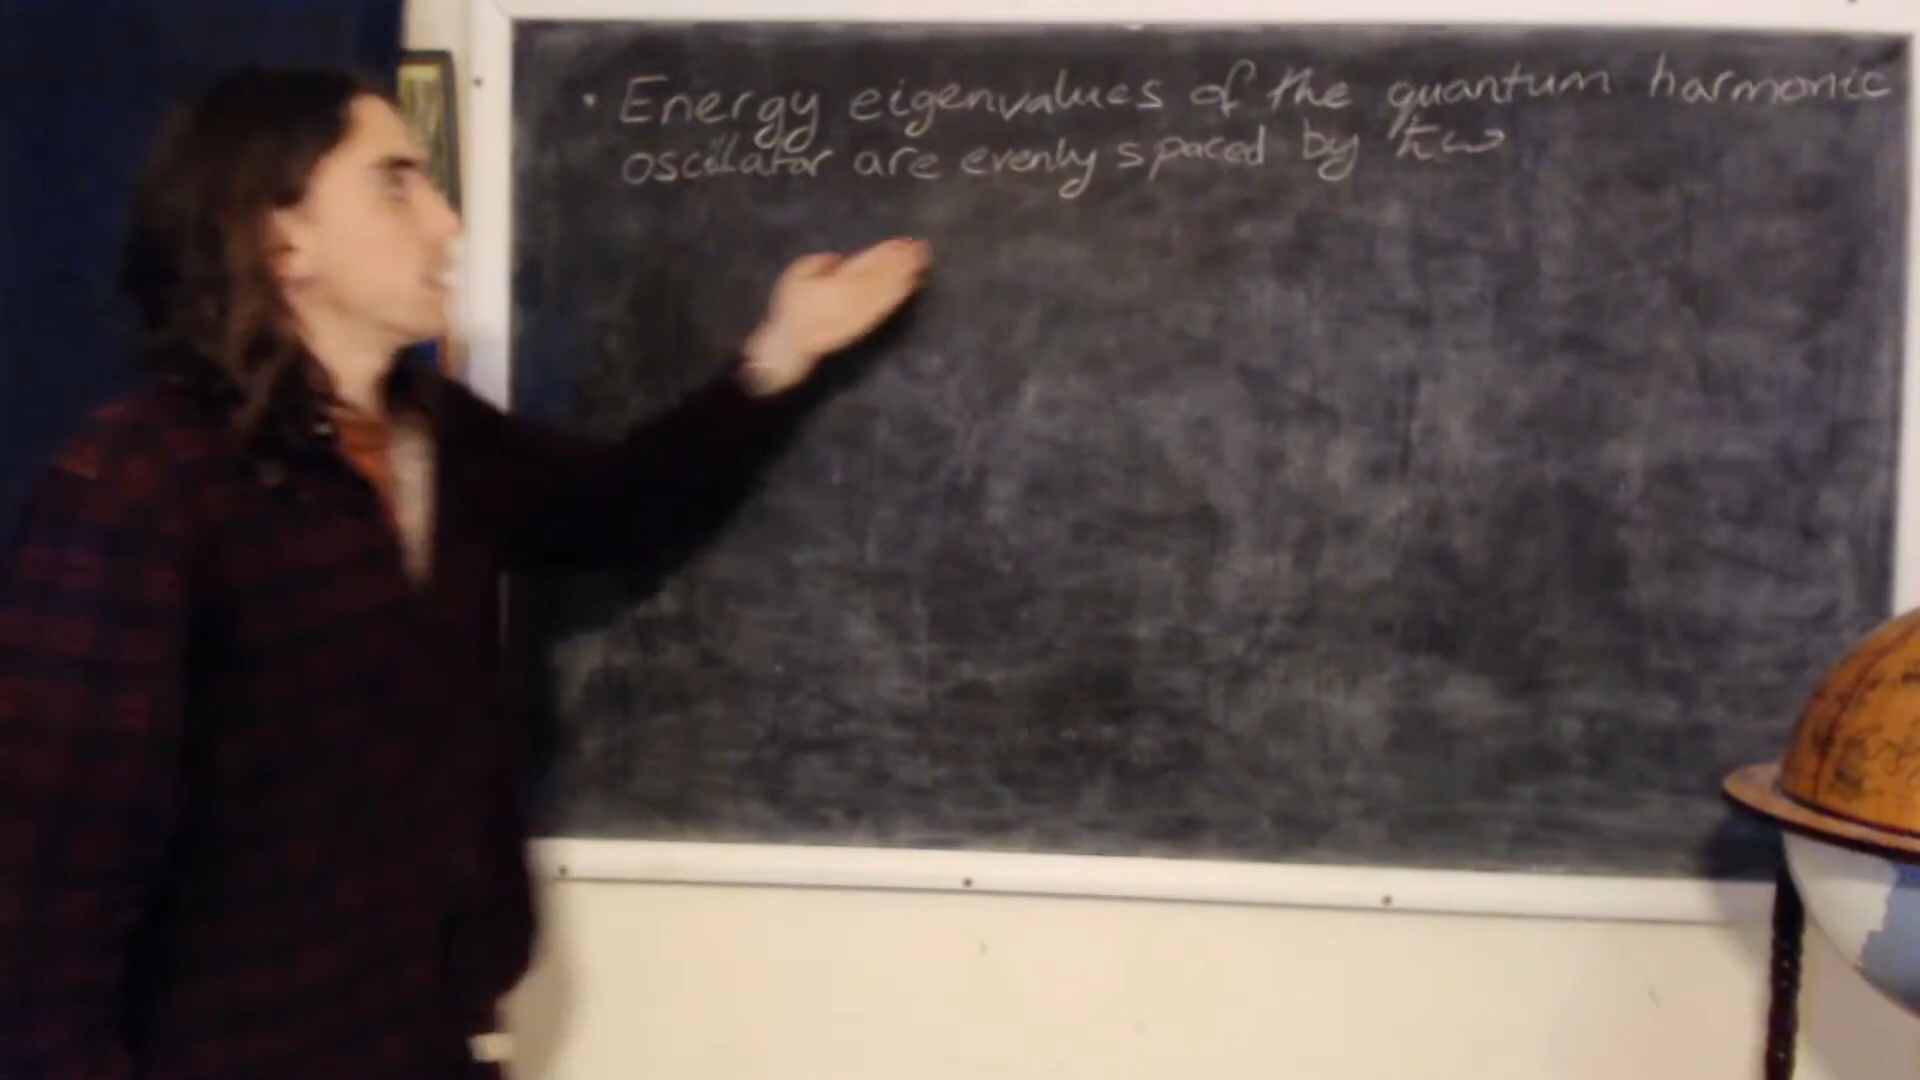 • Energy eigenvalues of the quantum harmonic
oscillator are evenly spaced by ħω